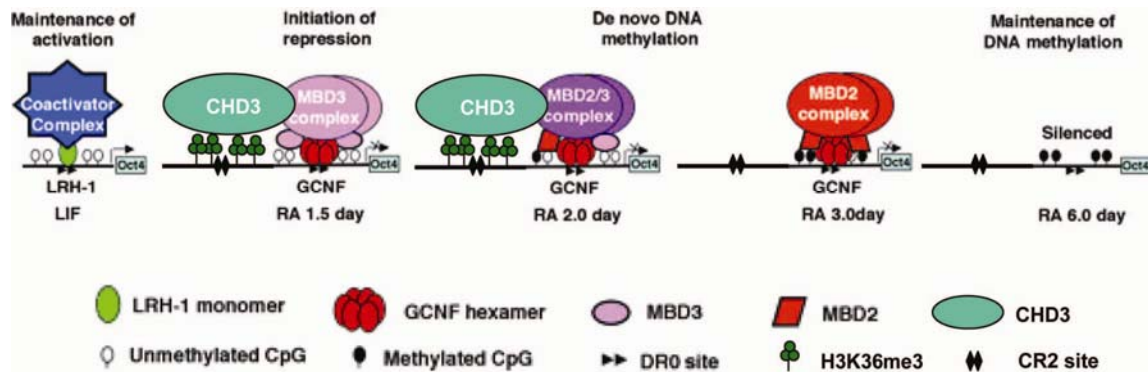 Maintenance of
activation
Initiation of
repression
De novo DNA
methylation
Maintenance of
DNA methylation
Coactivator
Complex
CHD3
MBD3
complex
CHD3
MBD2/3
complex
MBD2
complex
Silenced
Oct4
Oct4
Oct4
Oct4
Oct4
LRH-1
GCNF
GCNF
GCNF
LIF
RA 1.5 day
RA 2.0 day
RA 3.0day
RA 6.0 day
LRH-1 monomer
GCNF hexamer
MBD3
MBD2
CHD3
Unmethylated CpG
Methylated CpG
DR0 site
H3K36me3
CR2 site